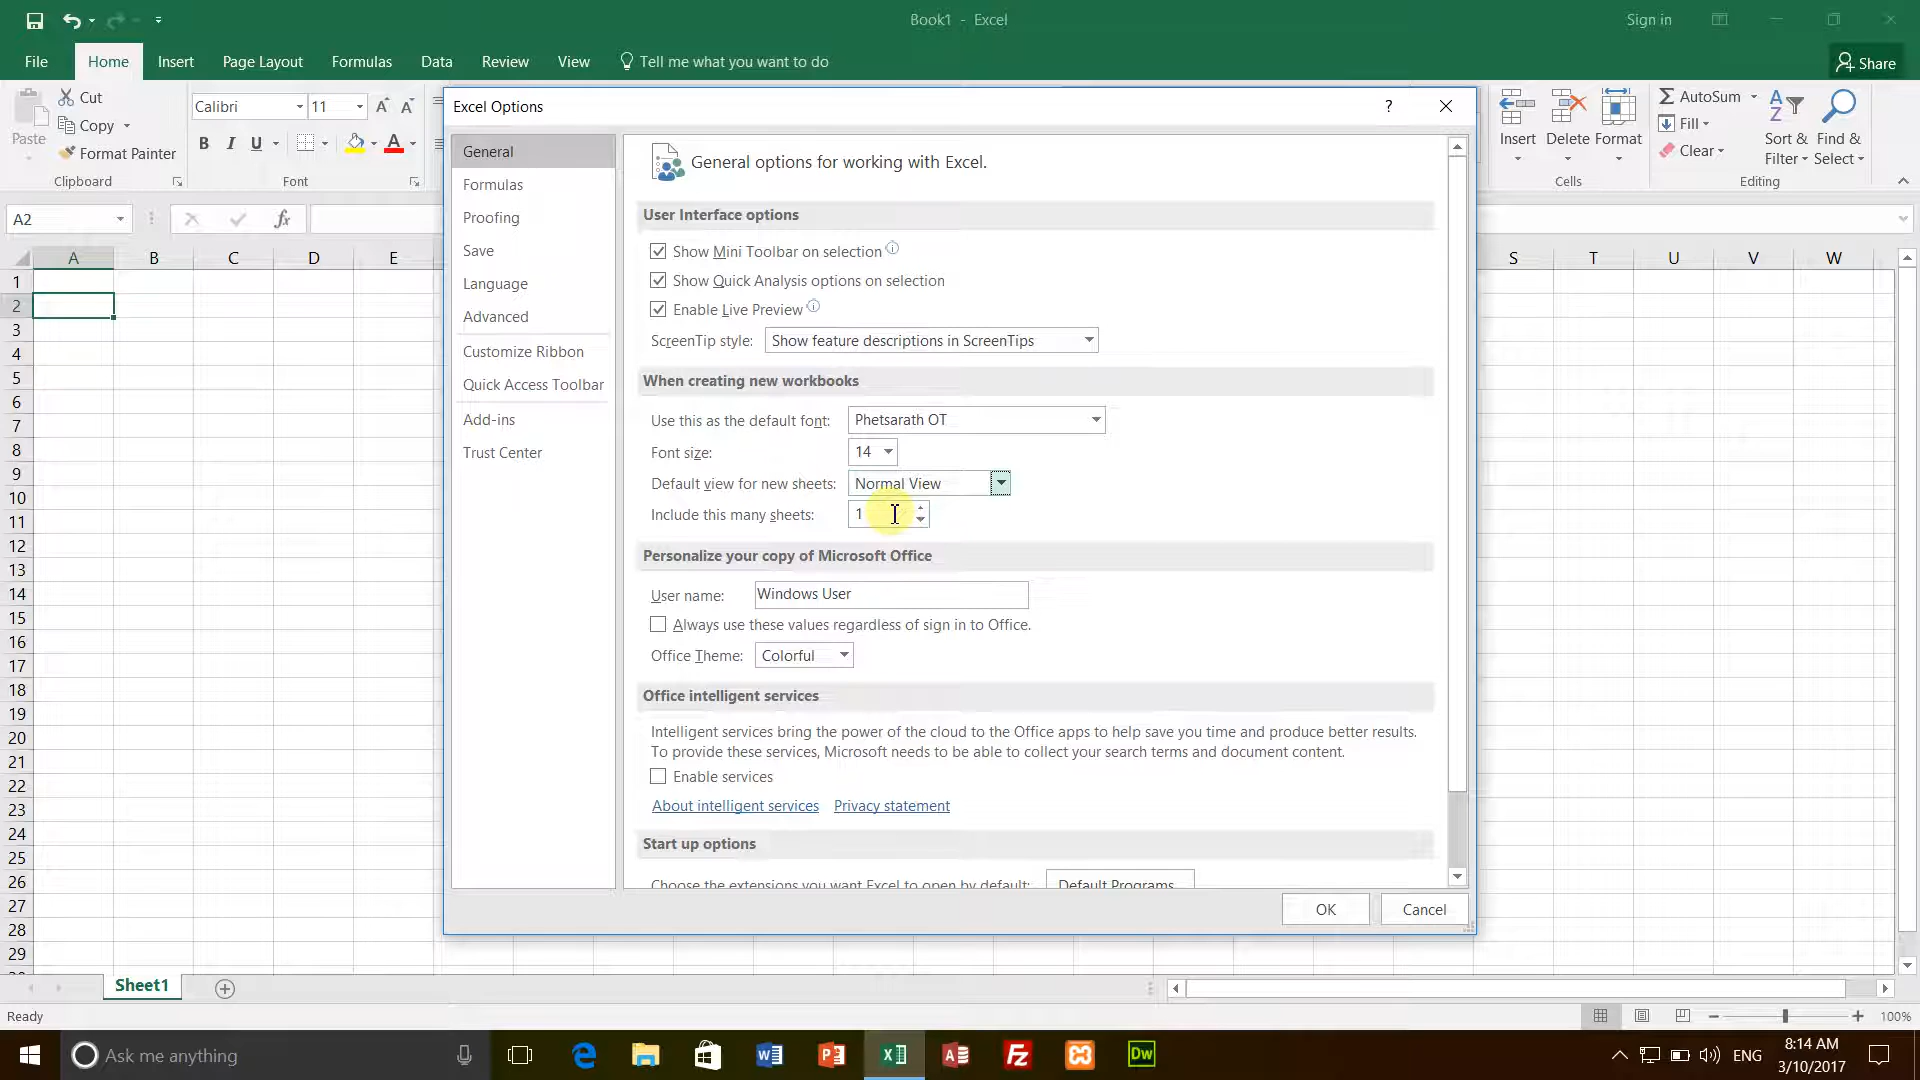 Book1 - Excel
Sign in
File Home Insert Page Layout Formulas Data Review View Tell me what you want to do
Share
Paste
Cut
Copy
Format Painter
Clipboard
Calibri 11
B I U
Font
Insert Delete Format
Cells
AutoSum
Fill
Clear
Sort & Filter
Find & Select
Editing
A2
fx
A B C D E S T U V W
1
2
3
4
5
6
7
8
9
10
11
12
13
14
15
16
17
18
19
20
21
22
23
24
25
26
27
28
29
Excel Options
?
General
Formulas
Proofing
Save
Language
Advanced
Customize Ribbon
Quick Access Toolbar
Add-ins
Trust Center
General options for working with Excel.
User Interface options
Show Mini Toolbar on selection
Show Quick Analysis options on selection
Enable Live Preview
ScreenTip style: Show feature descriptions in ScreenTips
When creating new workbooks
Use this as the default font: Phetsarath OT
Font size: 14
Default view for new sheets: Normal View
Include this many sheets: 1
Personalize your copy of Microsoft Office
User name: Windows User
Always use these values regardless of sign in to Office.
Office Theme: Colorful
Office intelligent services
Intelligent services bring the power of the cloud to the Office apps to help save you time and produce better results.
To provide these services, Microsoft needs to be able to collect your search terms and document content.
Enable services
About intelligent services Privacy statement
Start up options
Choose the extensions you want Excel to open by default: Default Programs...
OK Cancel
Sheet1
Ready
100%
Ask me anything
Dw
ENG
8:14 AM
3/10/2017